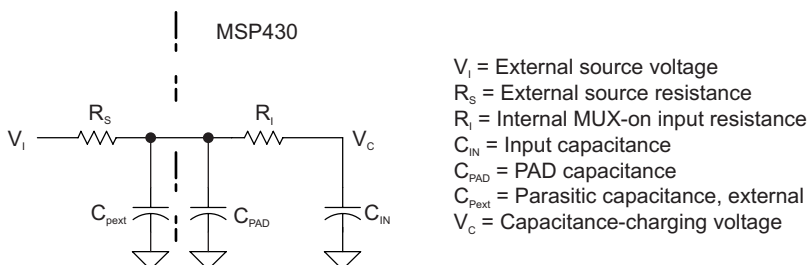 MSP430
V_I
R_S
R_I
V_C
C_pext
C_PAD
C_IN
V_I = External source voltage
R_S = External source resistance
R_I = Internal MUX-on input resistance
C_IN = Input capacitance
C_PAD = PAD capacitance
C_Pext = Parasitic capacitance, external
V_C = Capacitance-charging voltage